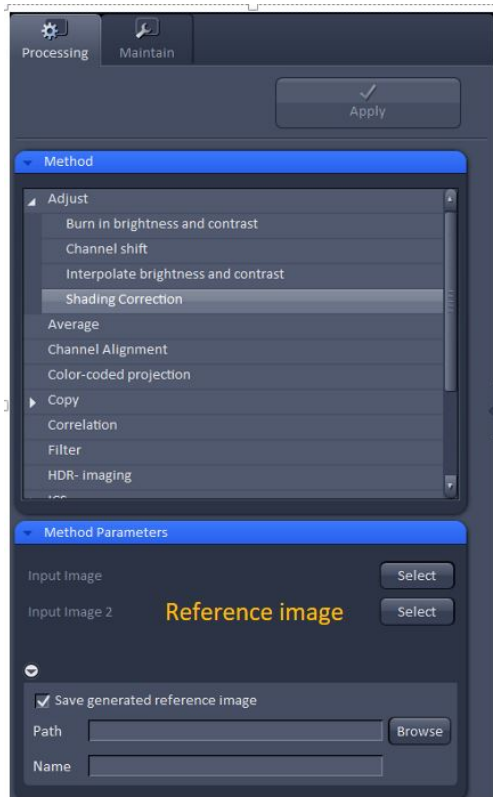 Processing
Maintain
Apply
Method
Adjust
Burn in brightness and contrast
Channel shift
Interpolate brightness and contrast
Shading Correction
Average
Channel Alignment
Color-coded projection
Copy
Correlation
Filter
HDR- imaging
Method Parameters
Input Image
Select
Input Image 2
Reference image
Select
Save generated reference image
Path
Browse
Name